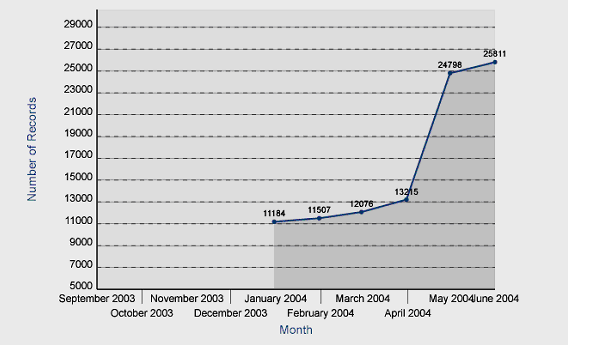 29000
27000
25000
23000
21000
19000
17000
15000
13000
11000
9000
7000
5000
Number of Records
11184
11507
12076
13215
24798
25811
September 2003
November 2003
January 2004
March 2004
May 2004
June 2004
October 2003
December 2003
February 2004
April 2004
Month